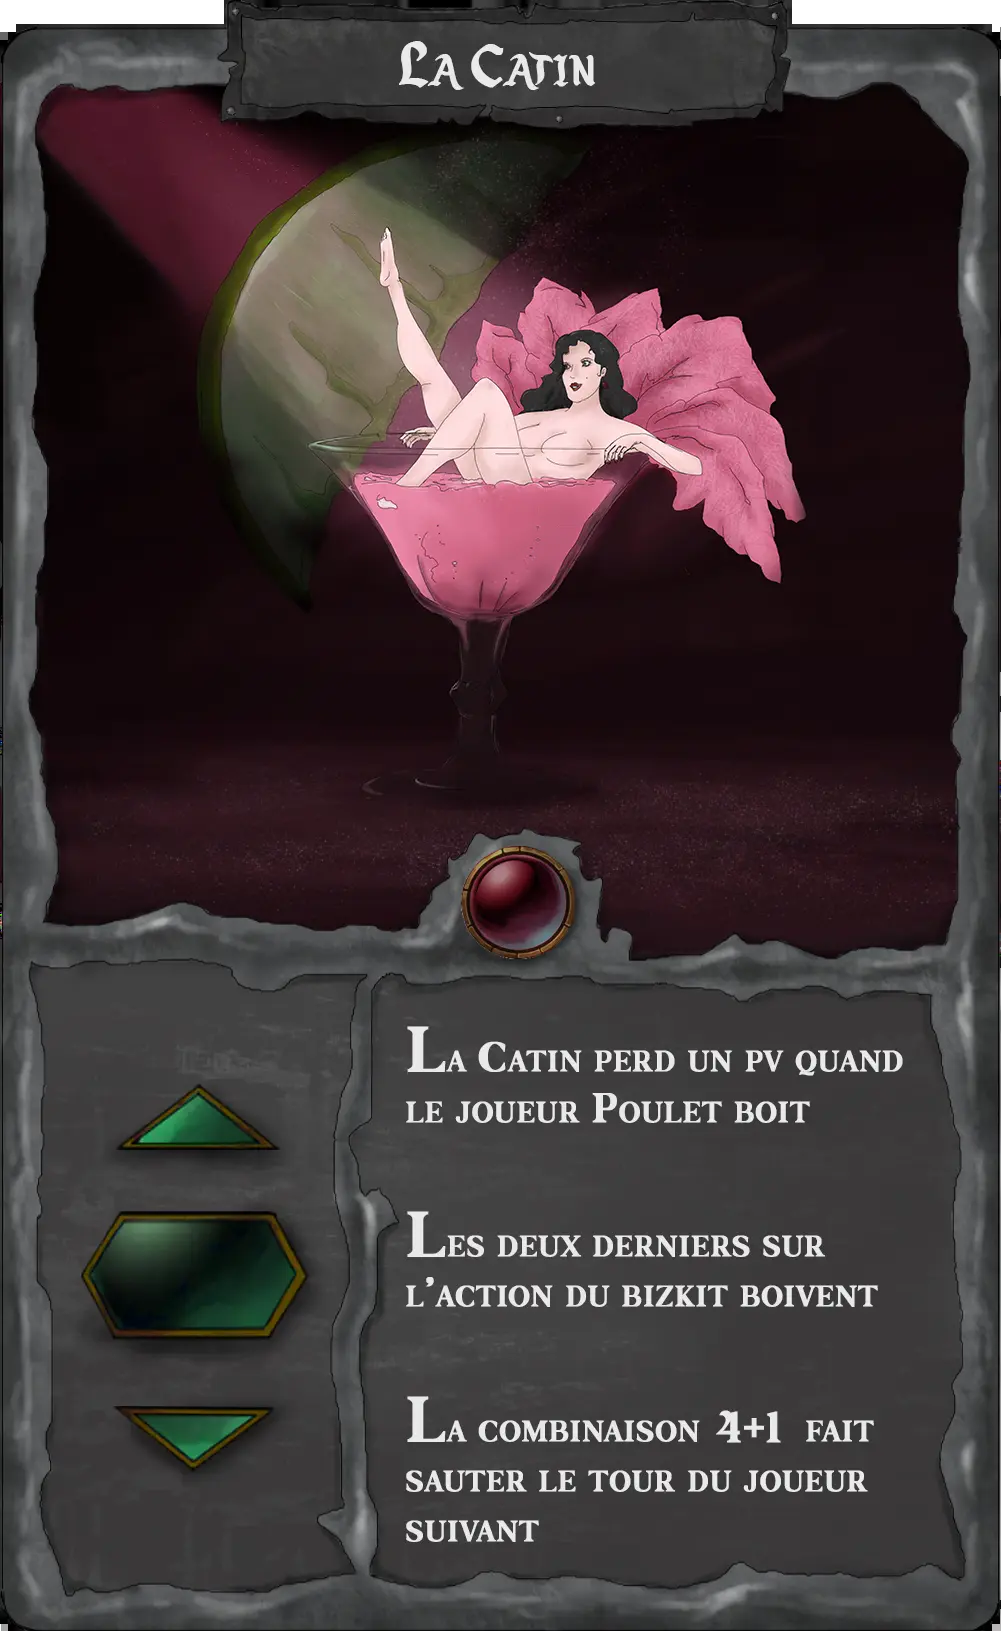 La Catin
La Catin perd un pv quand
le joueur Poulet boit
Les deux derniers sur
l'action du bizkit boivent
La combinaison 4+1 fait
sauter le tour du joueur
suivant